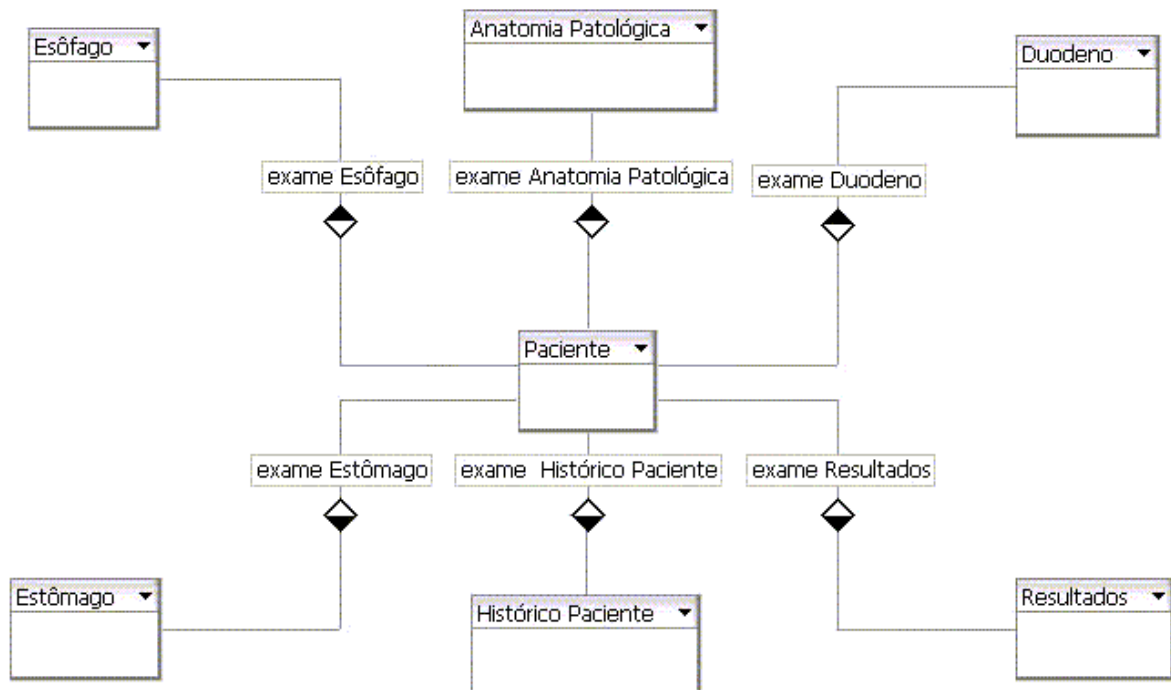 Esôfago
Anatomia Patológica
Duodeno
exame Esôfago
exame Anatomia Patológica
exame Duodeno
Paciente
exame Estômago
exame Histórico Paciente
exame Resultados
Estômago
Histórico Paciente
Resultados